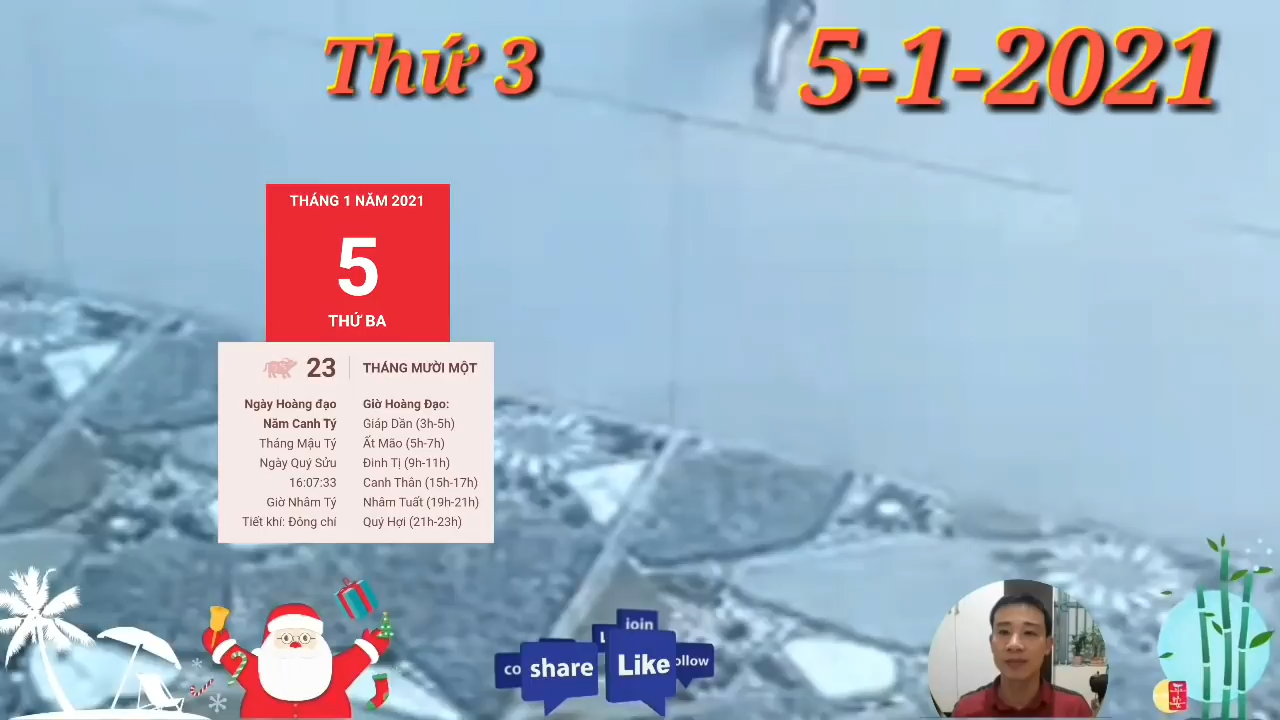 Thứ 3
5-1-2021
THÁNG 1 NĂM 2021
5
THỨ BA
23
THÁNG MƯỜI MỘT
Ngày Hoàng đạo
Năm Canh Tý
Tháng Mậu Tý
Ngày Quý Sửu
16:07:33
Giờ Nhâm Tý
Tiết khí: Đông chí
Giờ Hoàng Đạo:
Giáp Dần (3h-5h)
Ất Mão (5h-7h)
Đinh Tị (9h-11h)
Canh Thân (15h-17h)
Nhâm Tuất (19h-21h)
Quý Hợi (21h-23h)
join
L
co
share
Like
ollow